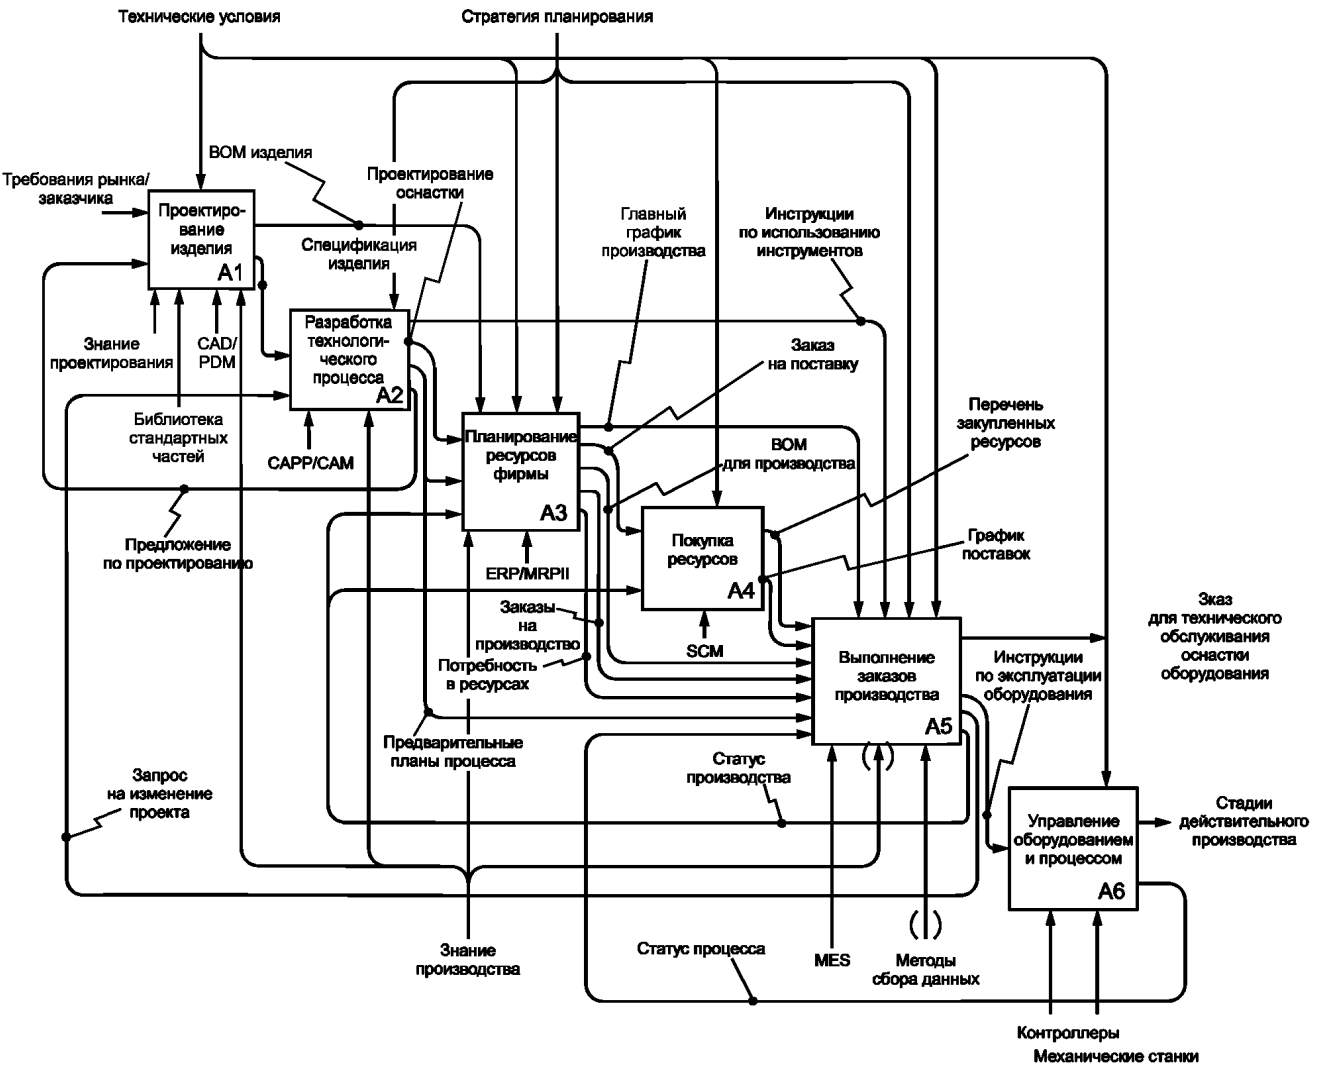 Технические условия
Стратегия планирования
BOM изделия
Требования рынка/
заказчика
Проектиро-
вание
изделия
A1
Проектирование
оснастки
Спецификация
изделия
Главный
график
производства
Инструкции
по использованию
инструментов
Знание
проектирования
CAD/
PDM
Библиотека
стандартных
частей
Разработка
технологи-
ческого
процесса
A2
CAPP/CAM
Заказ
на поставку
Перечень
закупленных
ресурсов
BOM
для производства
Планирование
ресурсов
фирмы
A3
Предложение
по проектированию
ERP/MRPII
Покупка
ресурсов
A4
График
поставок
Заказы
на
производство
Потребность
в ресурсах
SCM
Зказ
для технического
обслуживания
оснастки
оборудования
Выполнение
заказов
производства
A5
Инструкции
по эксплуатации
оборудования
Предварительные
планы процесса
Статус
производства
Запрос
на изменение
проекта
Управление
оборудованием
и процессом
A6
Стадии
действительного
производства
Знание
производства
Статус процесса
MES
Методы
сбора данных
Контроллеры
Механические станки